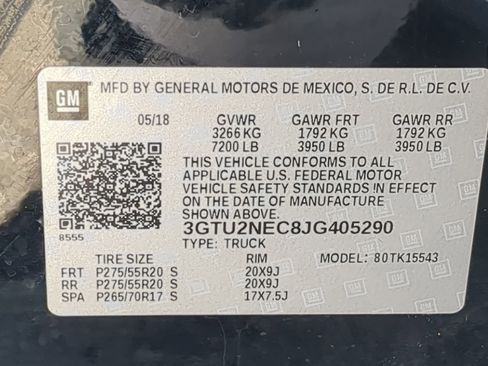 GM
MFD BY GENERAL MOTORS DE MEXICO, S. DE R.L. DE C.V.
05/18 GVWR GAWR FRT GAWR RR
3266 KG 1792 KG 1792 KG
7200 LB 3950 LB 3950 LB
THIS VEHICLE CONFORMS TO ALL
APPLICABLE U.S. FEDERAL MOTOR
VEHICLE SAFETY STANDARDS IN EFFECT
ON THE DATE OF MANUFACTURE
SHOWN ABOVE.
8555 3GTU2NEC8JG405290
TYPE: TRUCK
TIRE SIZE RIM MODEL: 80TK15543
FRT P275/55R20 S 20X9J
RR P275/55R20 S 20X9J
SPA P265/70R17 S 17X7.5J